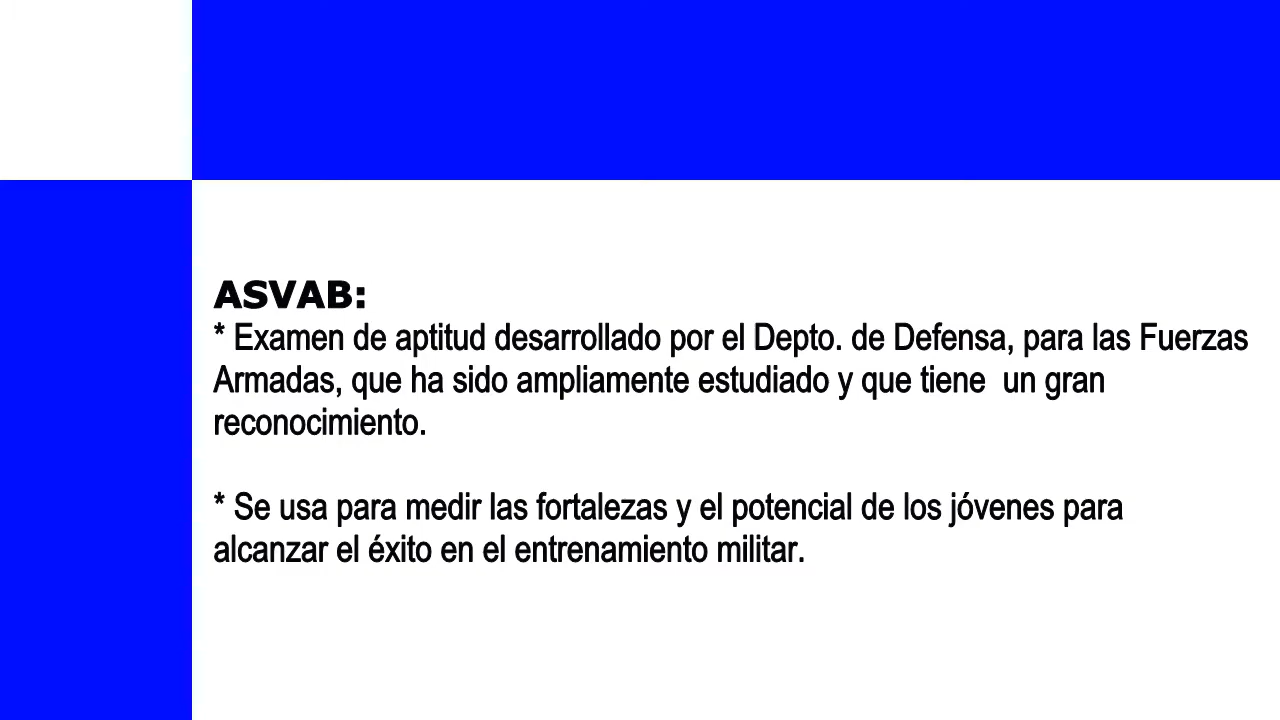 ASVAB:
* Examen de aptitud desarrollado por el Depto. de Defensa, para las Fuerzas
Armadas, que ha sido ampliamente estudiado y que tiene  un gran
reconocimiento.
* Se usa para medir las fortalezas y el potencial de los jóvenes para
alcanzar el éxito en el entrenamiento militar.